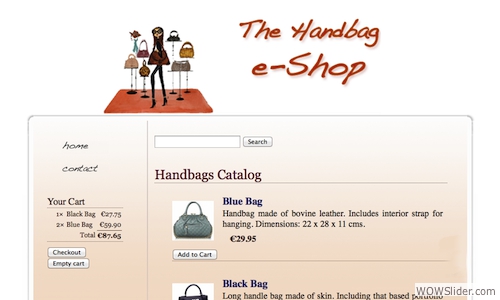 The Handbag
e-Shop
home
contact
Search
Handbags Catalog
Your Cart
1× Black Bag €27.75
2× Blue Bag €59.90
Total €87.65
Checkout
Empty cart
Blue Bag
Handbag made of bovine leather. Includes interior strap for
hanging. Dimensions: 22 x 28 x 11 cms.
€29.95
Add to Cart
Black Bag
Long handle bag made of skin. Including that based portfolio
WOWSlider.com